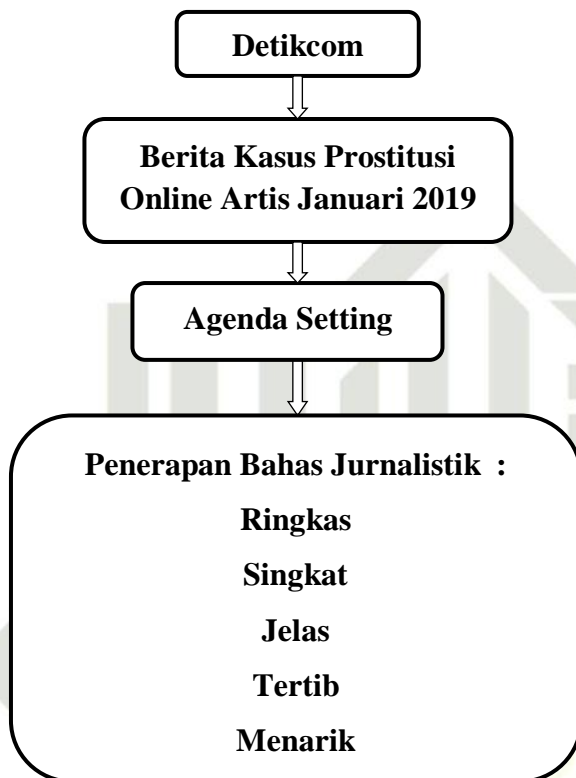 Detikcom
Berita Kasus Prostitusi
Online Artis Januari 2019
Agenda Setting
Penerapan Bahas Jurnalistik :
Ringkas
Singkat
Jelas
Tertib
Menarik